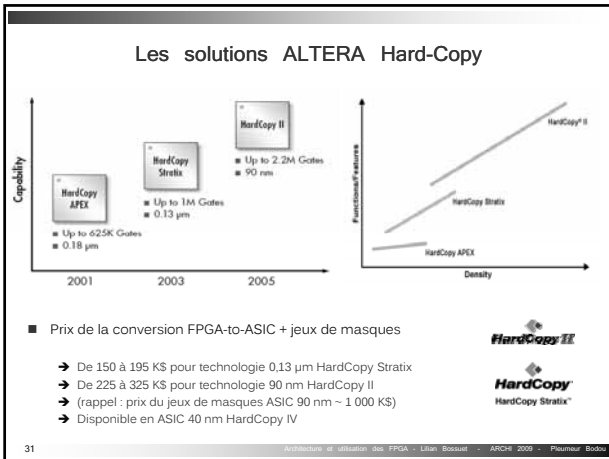 Les solutions ALTERA Hard-Copy
Capability
HardCopy
APEX
Up to 625K Gates
0.18 µm
HardCopy
Stratix
Up to 1M Gates
0.13 µm
HardCopy II
Up to 2.2M Gates
90 nm
2001 2003 2005
Functions/Features
HardCopy® II
HardCopy Stratix
HardCopy APEX
Density
■ Prix de la conversion FPGA-to-ASIC + jeux de masques
➔ De 150 à 195 K$ pour technologie 0,13 µm HardCopy Stratix
➔ De 225 à 325 K$ pour technologie 90 nm HardCopy II
➔ (rappel : prix du jeux de masques ASIC 90 nm ~ 1 000 K$)
➔ Disponible en ASIC 40 nm HardCopy IV
HardCopy II
HardCopy
HardCopy Stratix™
31
Architecture et utilisation des FPGA - Lilian Bossuet - ARCHI 2009 - Pleumeur Bodou